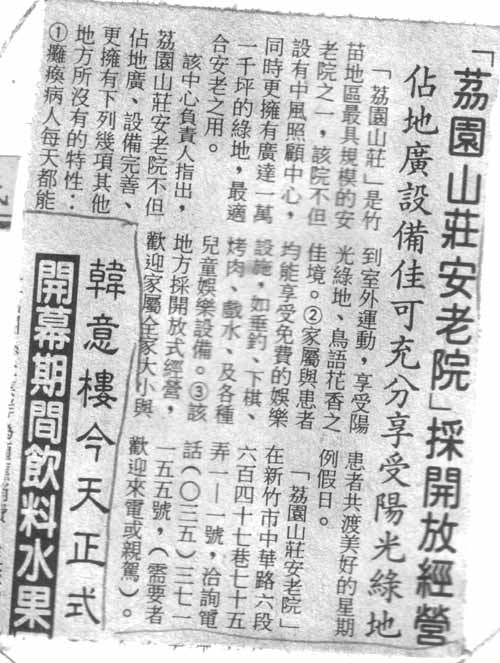 「荔園山莊安老院」採開放經營
佔地廣設備佳可充分享受陽光綠地
「荔園山莊」是竹
苗地區最具規模的安
老院之一，該院不但
設有中風照顧中心，
同時更擁有廣達一萬
一千坪的綠地，最適
合安老之用。
該中心負責人指出，
荔園山莊安老院不但
佔地廣、設備完善、
更擁有下列幾項其他
地方所沒有的特性：
①癱瘓病人每天都能
到室外運動，享受陽
光綠地、鳥語花香之
佳境。②家屬與患者
均能享受免費的娛樂
設施，如垂釣、下棋、
烤肉、戲水、及各種
兒童娛樂設備。③該
地方採開放式經營，
歡迎家屬全家大小與
患者共渡美好的星期
例假日。
「荔園山莊安老院」
在新竹市中華路六段
六百四十七巷七十五
弄一—一號，洽詢電
話（○三五）三七一
一五五號，（需要者
歡迎來電或親駕）。
韓意樓今天正式
開幕期間飲料水果